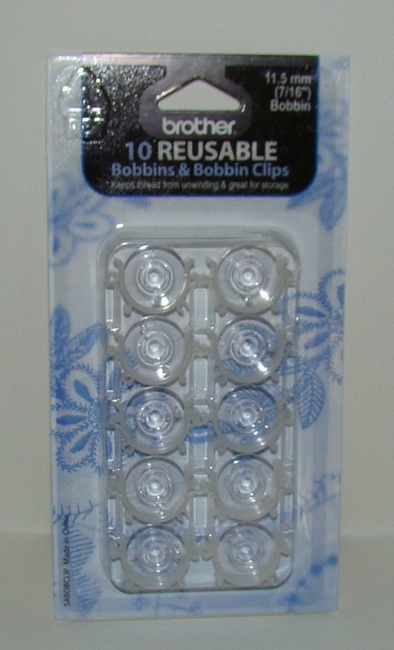 11.5 mm
(7/16")
Bobbin
brother
10 REUSABLE
Bobbins & Bobbin Clips
* Keeps thread from unwinding & great for storage
SABOBCLIP Made in China